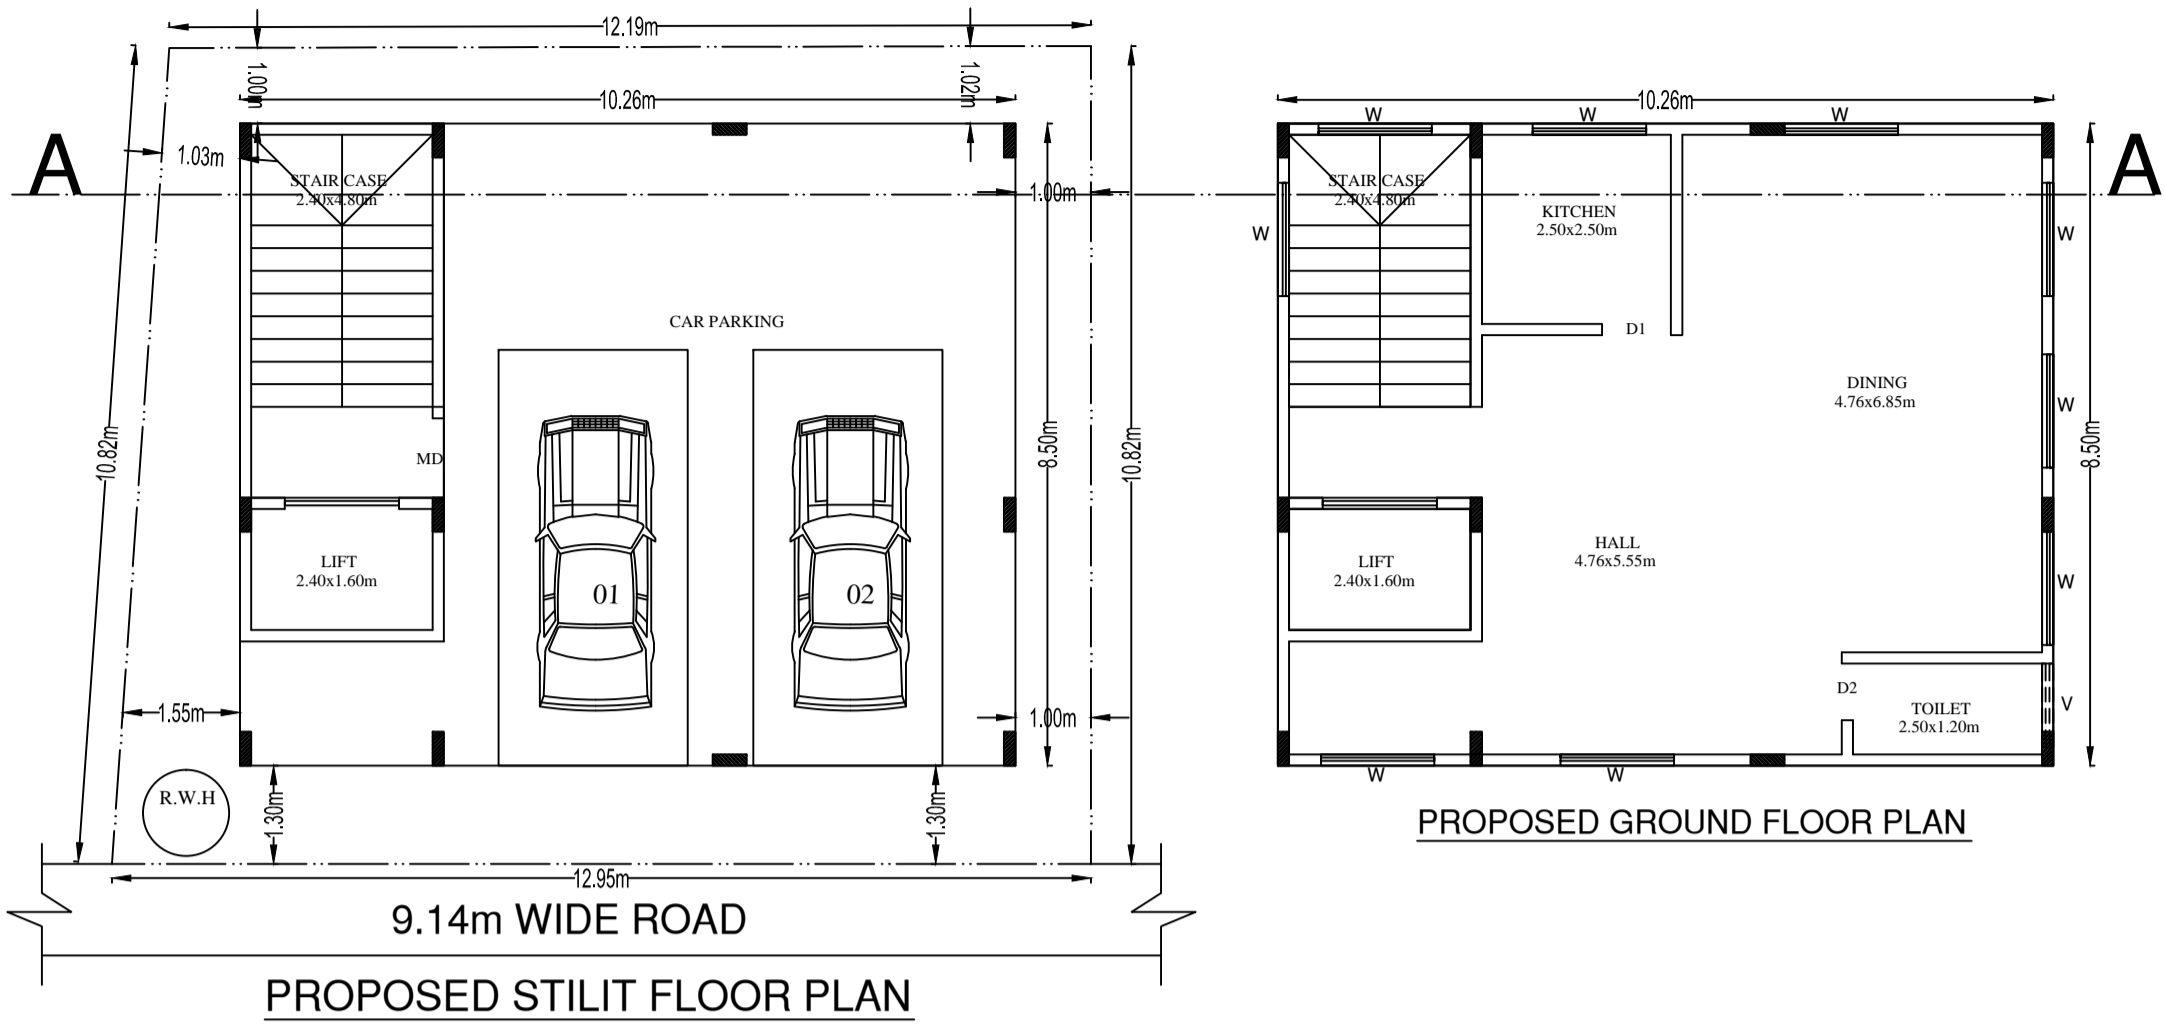 12.19m
1.00m
1.02m
10.26m
A
1.03m
STAIR CASE
2.40x4.80m
1.00m
CAR PARKING
10.82m
MD
8.50m
10.82m
LIFT
2.40x1.60m
01
02
1.55m
1.00m
R.W.H
1.30m
1.30m
12.95m
9.14m WIDE ROAD
PROPOSED STILIT FLOOR PLAN
10.26m
W
W
W
A
STAIR CASE
2.40x4.80m
KITCHEN
2.50x2.50m
W
W
D1
DINING
4.76x6.85m
W
8.50m
HALL
4.76x5.55m
LIFT
2.40x1.60m
W
D2
TOILET
2.50x1.20m
V
W
W
PROPOSED GROUND FLOOR PLAN